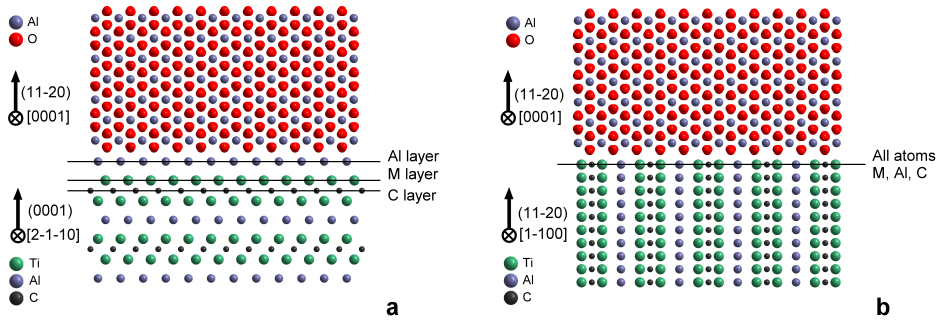 Al
O
(11-20)
[0001]
Al layer
M layer
C layer
(0001)
[2-1-10]
Ti
Al
C
a
Al
O
(11-20)
[0001]
All atoms
M, Al, C
(11-20)
[1-100]
Ti
Al
C
b